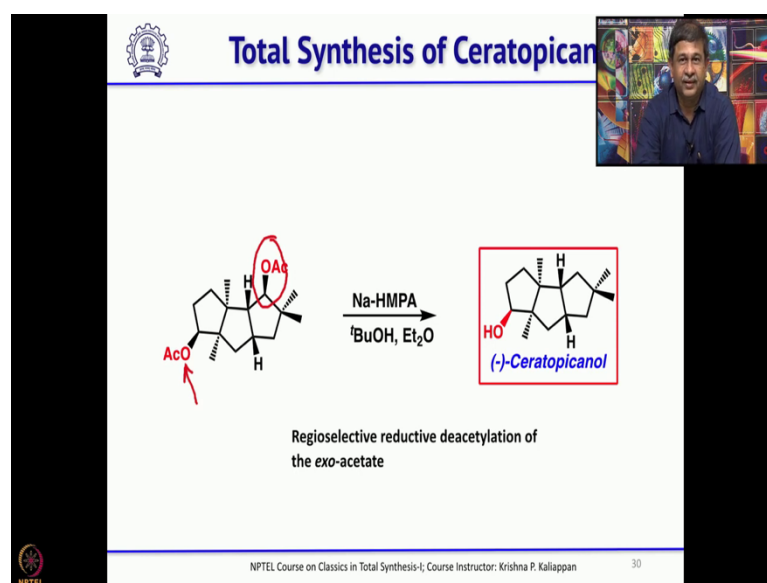 Total Synthesis of Ceratopican
OAc
H
AcO
H
Na-HMPA
tBuOH, Et2O
H
HO
H
(-)-Ceratopicanol
Regioselective reductive deacetylation of
the exo-acetate
NPTEL
NPTEL Course on Classics in Total Synthesis-I; Course Instructor: Krishna P. Kaliappan
30